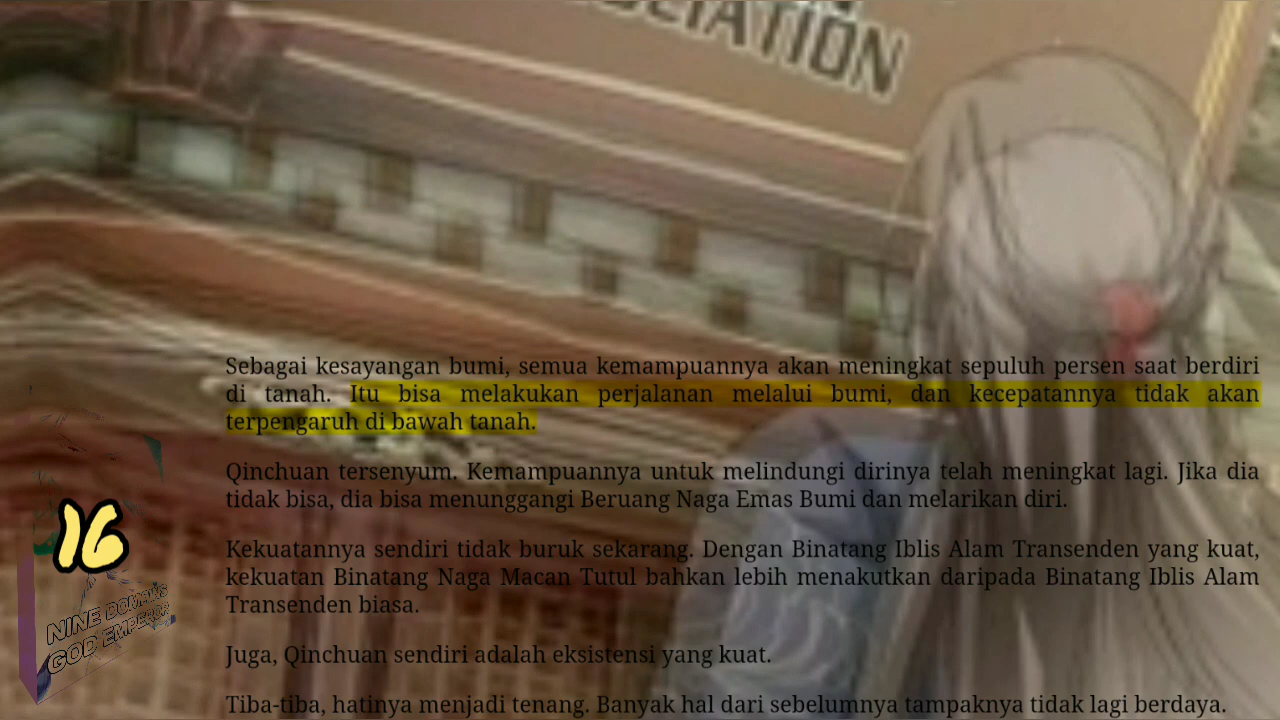 Sebagai kesayangan bumi, semua kemampuannya akan meningkat sepuluh persen saat berdiri
di tanah. Itu bisa melakukan perjalanan melalui bumi, dan kecepatannya tidak akan
terpengaruh di bawah tanah.
Qinchuan tersenyum. Kemampuannya untuk melindungi dirinya telah meningkat lagi. Jika dia
tidak bisa, dia bisa menunggangi Beruang Naga Emas Bumi dan melarikan diri.
16
Kekuatannya sendiri tidak buruk sekarang. Dengan Binatang Iblis Alam Transenden yang kuat,
kekuatan Binatang Naga Macan Tutul bahkan lebih menakutkan daripada Binatang Iblis Alam
Transenden biasa.
NINE DOMAINS
GOD EMPEROR
Juga, Qinchuan sendiri adalah eksistensi yang kuat.
Tiba-tiba, hatinya menjadi tenang. Banyak hal dari sebelumnya tampaknya tidak lagi berdaya.